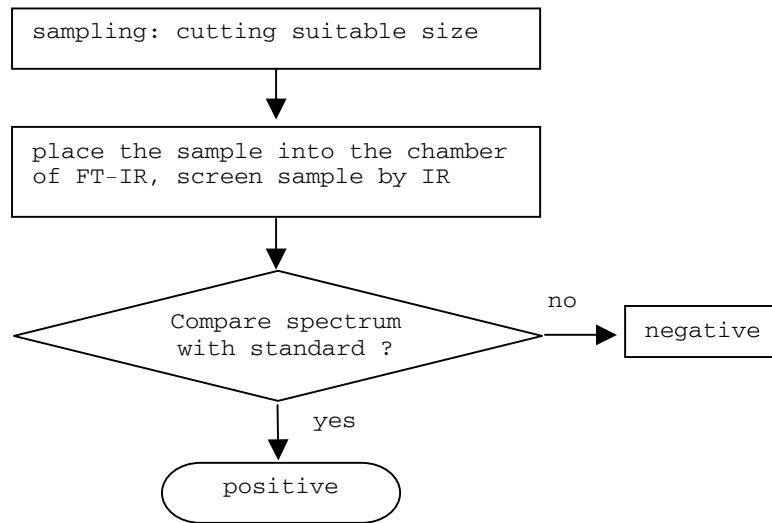 sampling: cutting suitable size
place the sample into the chamber
of FT-IR, screen sample by IR
Compare spectrum
with standard ?
no
negative
yes
positive